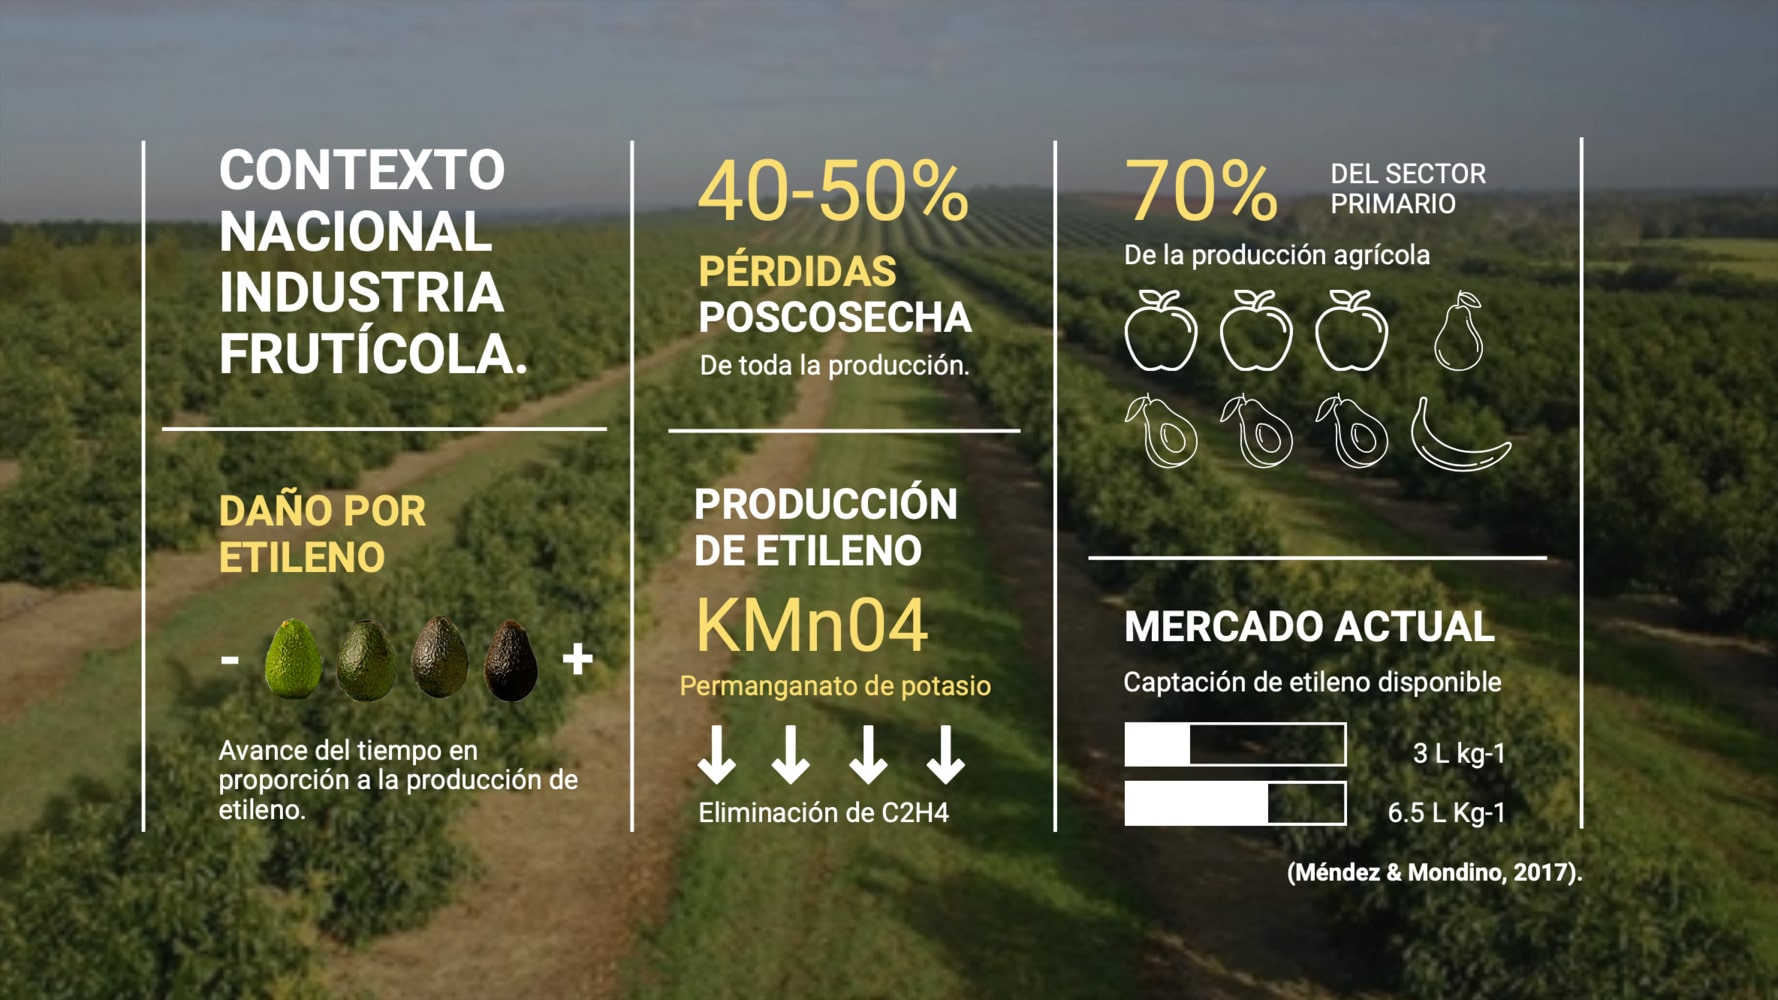 CONTEXTO
NACIONAL
INDUSTRIA
FRUTÍCOLA.
DAÑO POR
ETILENO
-
+
Avance del tiempo en
proporción a la producción de
etileno.
40-50%
PÉRDIDAS
POSCOSECHA
De toda la producción.
PRODUCCIÓN
DE ETILENO
KMn04
Permanganato de potasio
Eliminación de C2H4
70%
DEL SECTOR
PRIMARIO
De la producción agrícola
MERCADO ACTUAL
Captación de etileno disponible
3 L kg-1
6.5 L Kg-1
(Méndez & Mondino, 2017).